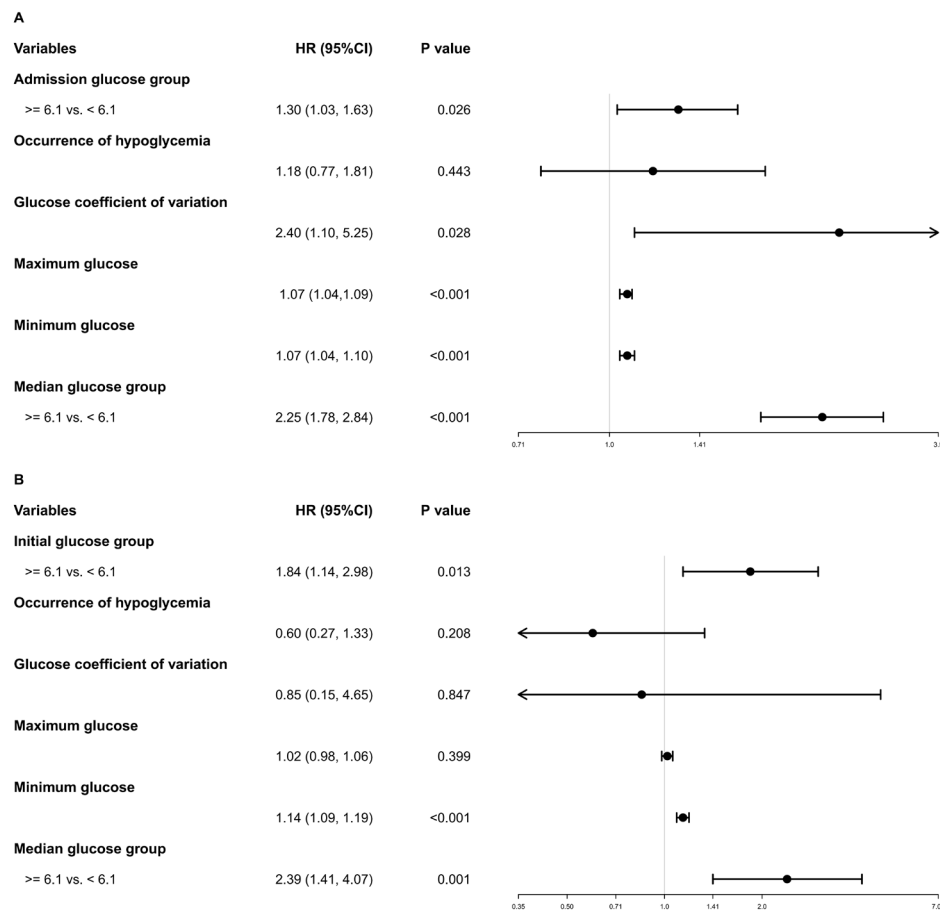 A
Variables HR (95%CI) P value
Admission glucose group
>= 6.1 vs. < 6.1 1.30 (1.03, 1.63) 0.026
Occurrence of hypoglycemia
1.18 (0.77, 1.81) 0.443
Glucose coefficient of variation
2.40 (1.10, 5.25) 0.028
Maximum glucose
1.07 (1.04,1.09) <0.001
Minimum glucose
1.07 (1.04, 1.10) <0.001
Median glucose group
>= 6.1 vs. < 6.1 2.25 (1.78, 2.84) <0.001
0.71 1.0 1.41
B
Variables HR (95%CI) P value
Initial glucose group
>= 6.1 vs. < 6.1 1.84 (1.14, 2.98) 0.013
Occurrence of hypoglycemia
0.60 (0.27, 1.33) 0.208
Glucose coefficient of variation
0.85 (0.15, 4.65) 0.847
Maximum glucose
1.02 (0.98, 1.06) 0.399
Minimum glucose
1.14 (1.09, 1.19) <0.001
Median glucose group
>= 6.1 vs. < 6.1 2.39 (1.41, 4.07) 0.001
0.35 0.50 0.71 1.0 1.41 2.0 7.0